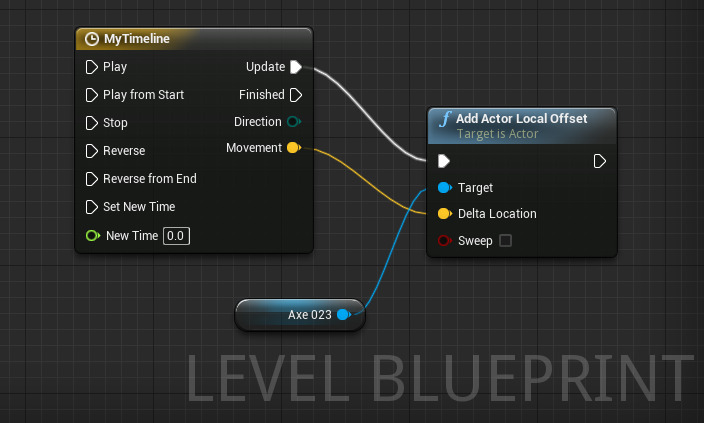 MyTimeline
Play
Update
Play from Start
Finished
Stop
Direction
Reverse
Movement
Reverse from End
Set New Time
New Time 0.0
Add Actor Local Offset
Target is Actor
Target
Delta Location
Sweep
Axe 023
LEVEL BLUEPRINT